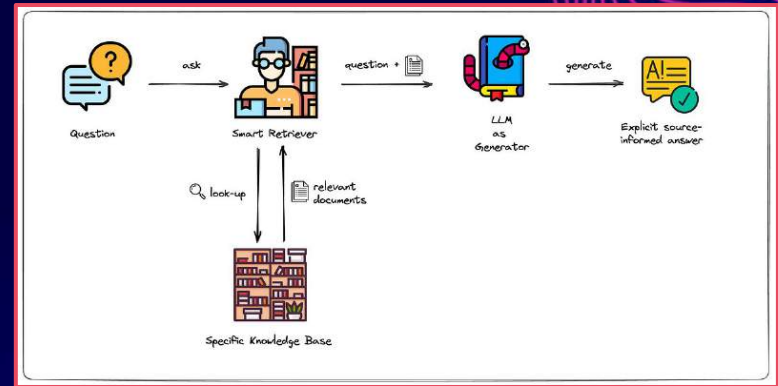 ?
ask
question +
generate
A!=
Question
Smart Retriever
LLM
as
Generator
Explicit source-
informed answer
look-up
relevant
documents
Specific Knowledge Base